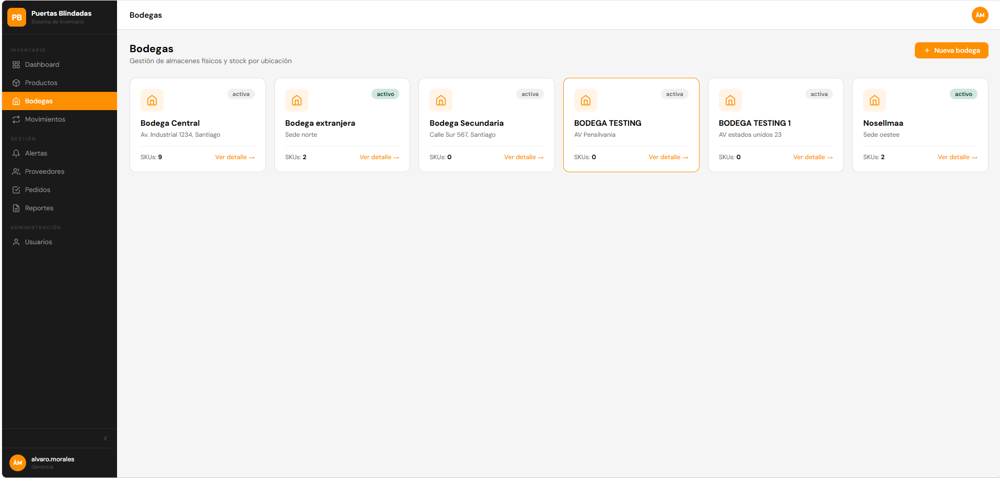 PB
Puertas Blindadas
Sistema de Inventario
INVENTARIO
Dashboard
Productos
Bodegas
Movimientos
GESTIÓN
Alertas
Proveedores
Pedidos
Reportes
ADMINISTRACIÓN
Usuarios
ÁM
alvaro.morales
Gerencia
Bodegas
ÁM
Bodegas
Gestión de almacenes físicos y stock por ubicación
+ Nueva bodega
activa
Bodega Central
Av. Industrial 1234, Santiago
SKUs: 9 Ver detalle →
activo
Bodega extranjera
Sede norte
SKUs: 2 Ver detalle →
activa
Bodega Secundaria
Calle Sur 567, Santiago
SKUs: 0 Ver detalle →
activa
BODEGA TESTING
AV Pensilvania
SKUs: 0 Ver detalle →
activa
BODEGA TESTING 1
AV estados unidos 23
SKUs: 0 Ver detalle →
activo
Nosellmaa
Sede oestee
SKUs: 2 Ver detalle →